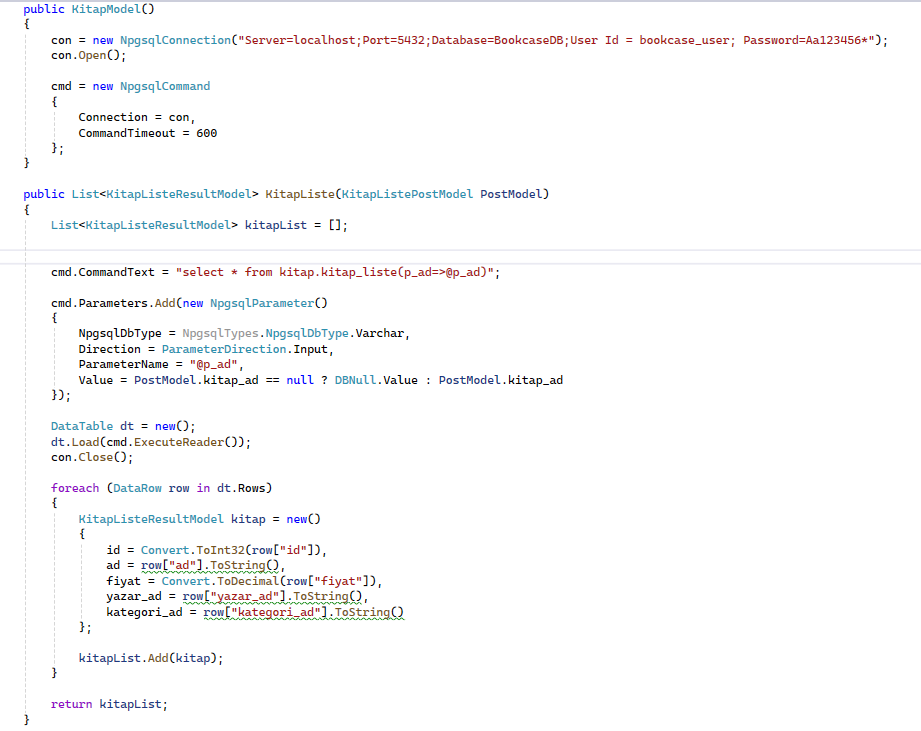 public KitapModel()
{
con = new NpgsqlConnection("Server=localhost;Port=5432;Database=BookcaseDB;User Id = bookcase_user; Password=Aa123456*");
con.Open();
cmd = new NpgsqlCommand
{
Connection = con,
CommandTimeout = 600
};
}
public List<KitapListeResultModel> KitapListe(KitapListePostModel PostModel)
{
List<KitapListeResultModel> kitapList = [];
cmd.CommandText = "select * from kitap.kitap_liste(p_ad=>@p_ad)";
cmd.Parameters.Add(new NpgsqlParameter()
{
NpgsqlDbType = NpgsqlTypes.NpgsqlDbType.Varchar,
Direction = ParameterDirection.Input,
ParameterName = "@p_ad",
Value = PostModel.kitap_ad == null ? DBNull.Value : PostModel.kitap_ad
});
DataTable dt = new();
dt.Load(cmd.ExecuteReader());
con.Close();
foreach (DataRow row in dt.Rows)
{
KitapListeResultModel kitap = new()
{
id = Convert.ToInt32(row["id"]),
ad = row["ad"].ToString(),
fiyat = Convert.ToDecimal(row["fiyat"]),
yazar_ad = row["yazar_ad"].ToString(),
kategori_ad = row["kategori_ad"].ToString()
};
kitapList.Add(kitap);
}
return kitapList;
}